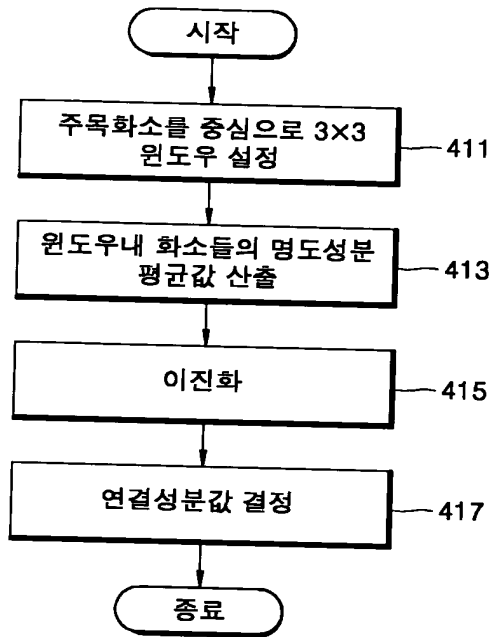 시작
주목화소를 중심으로 3×3
윈도우 설정
411
윈도우내 화소들의 명도성분
평균값 산출
413
이진화
415
연결성분값 결정
417
종료